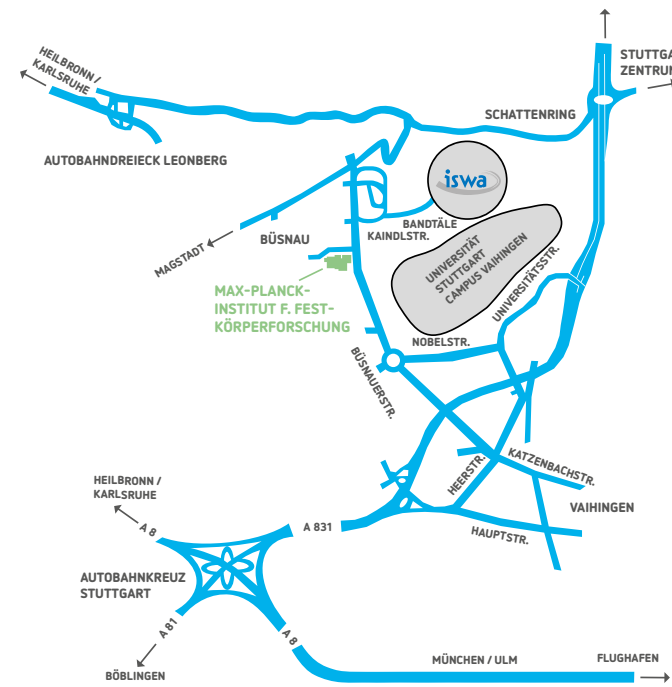 HEILBRONN /
KARLSRUHE
STUTTGA
ZENTRUM
SCHATTENRING
AUTOBAHNDREIECK LEONBERG
iswa
BANDTÄLE
KAINDLSTR.
BÜSNAU
MAGSTADT
UNIVERSITÄT
STUTTGART
CAMPUS VAIHINGEN
UNIVERSITÄTSSTR.
MAX-PLANCK-
INSTITUT F. FEST-
KÖRPERFORSCHUNG
NOBELSTR.
BÜSNAUERSTR.
KATZENBACHSTR.
HEERSTR.
HEILBRONN /
KARLSRUHE
VAIHINGEN
A 8
A 831
HAUPTSTR.
AUTOBAHNKREUZ
STUTTGART
A 81
A 8
MÜNCHEN / ULM
FLUGHAFEN
BÖBLINGEN